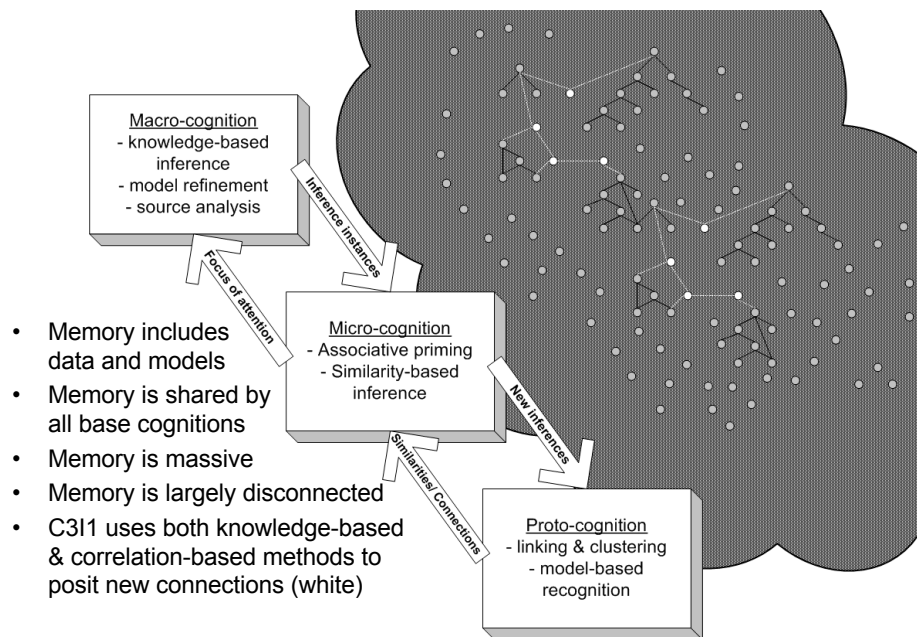 Macro-cognition
- knowledge-based
inference
- model refinement
- source analysis
Inference instances
Focus of attention
Micro-cognition
- Associative priming
- Similarity-based
inference
New inferences
Similarities/ Connections
Proto-cognition
- linking & clustering
- model-based
recognition
• Memory includes
data and models
• Memory is shared by
all base cognitions
• Memory is massive
• Memory is largely disconnected
• C3I1 uses both knowledge-based
& correlation-based methods to
posit new connections (white)